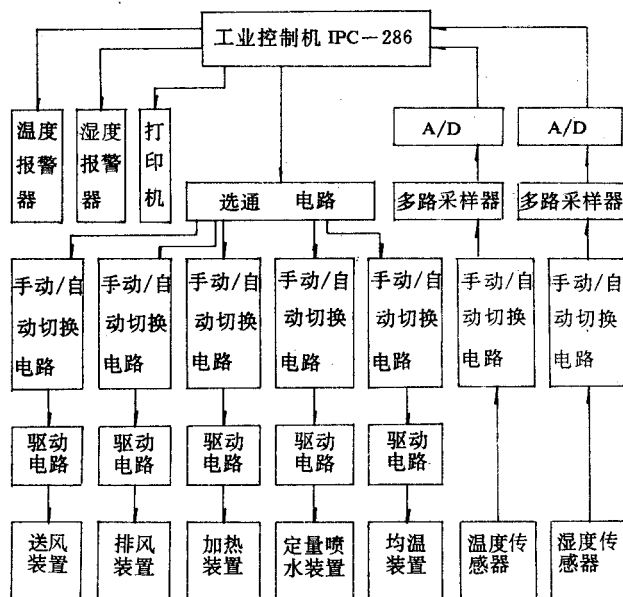 工业控制机 IPC-286
温度
报警
器
湿度
报警
器
打
印
机
A/D
A/D
选通 电路
多路采样器
多路采样器
手动/自
动切换
电路
手动/自
动切换
电路
手动/自
动切换
电路
手动/自
动切换
电路
手动/自
动切换
电路
手动/自
动切换
电路
手动/自
动切换
电路
驱动
电路
驱动
电路
驱动
电路
驱动
电路
驱动
电路
送风
装置
排风
装置
加热
装置
定量喷
水装置
均温
装置
温度传
感器
湿度传
感器